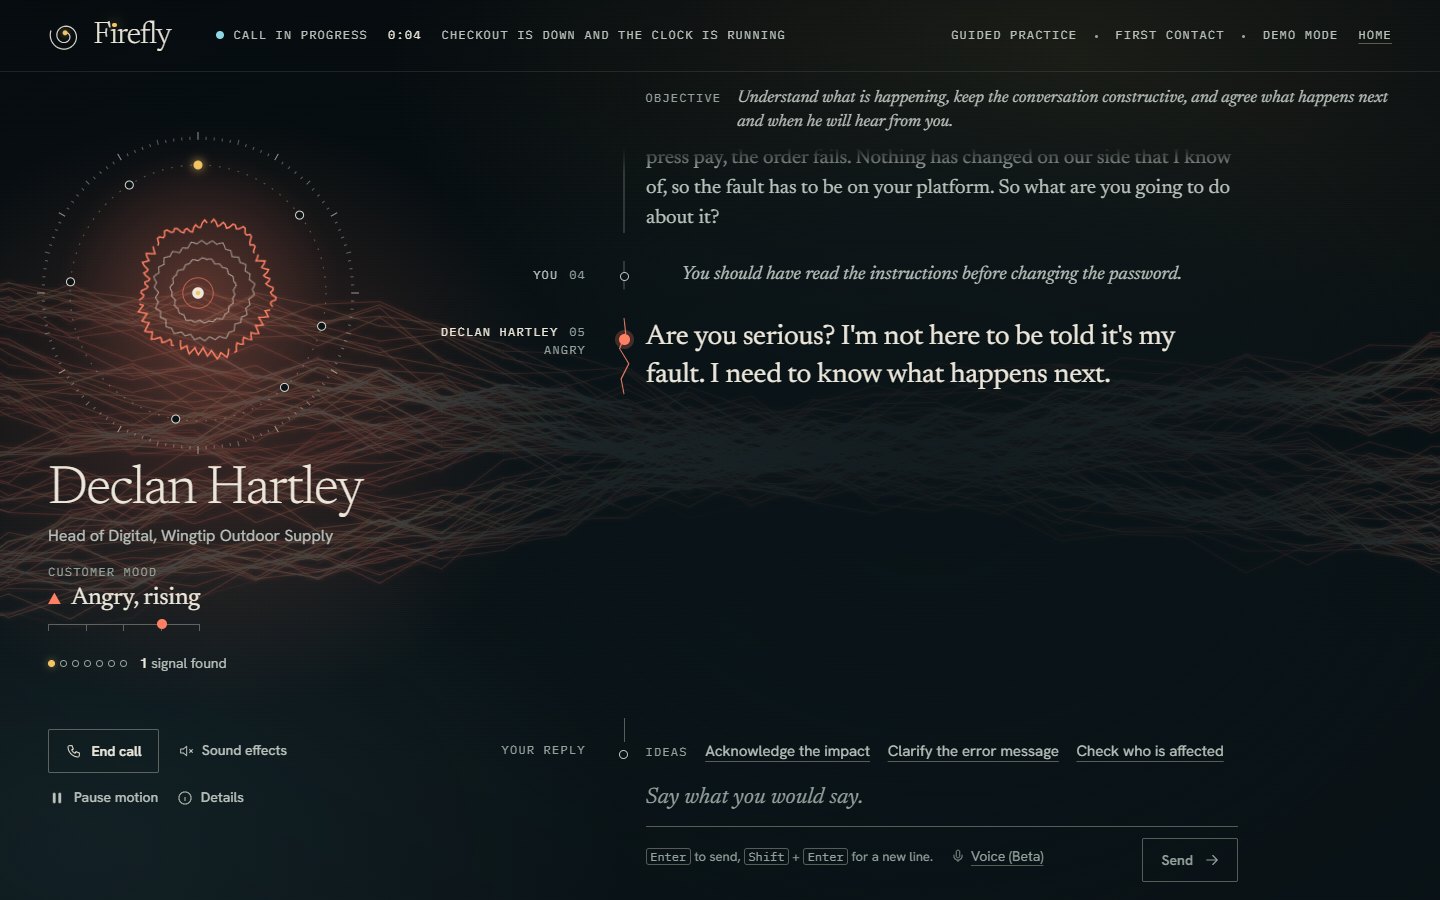 Firefly
CALL IN PROGRESS 0:04 CHECKOUT IS DOWN AND THE CLOCK IS RUNNING
GUIDED PRACTICE • FIRST CONTACT • DEMO MODE HOME
OBJECTIVE Understand what is happening, keep the conversation constructive, and agree what happens next
and when he will hear from you.
press pay, the order fails. Nothing has changed on our side that I know
of, so the fault has to be on your platform. So what are you going to do
about it?
YOU 04 You should have read the instructions before changing the password.
DECLAN HARTLEY 05
ANGRY
Are you serious? I'm not here to be told it's my
fault. I need to know what happens next.
Declan Hartley
Head of Digital, Wingtip Outdoor Supply
CUSTOMER MOOD
Angry, rising
1 signal found
End call Sound effects
Pause motion Details
YOUR REPLY
IDEAS Acknowledge the impact Clarify the error message Check who is affected
Say what you would say.
Enter to send, Shift + Enter for a new line. Voice (Beta)
Send →